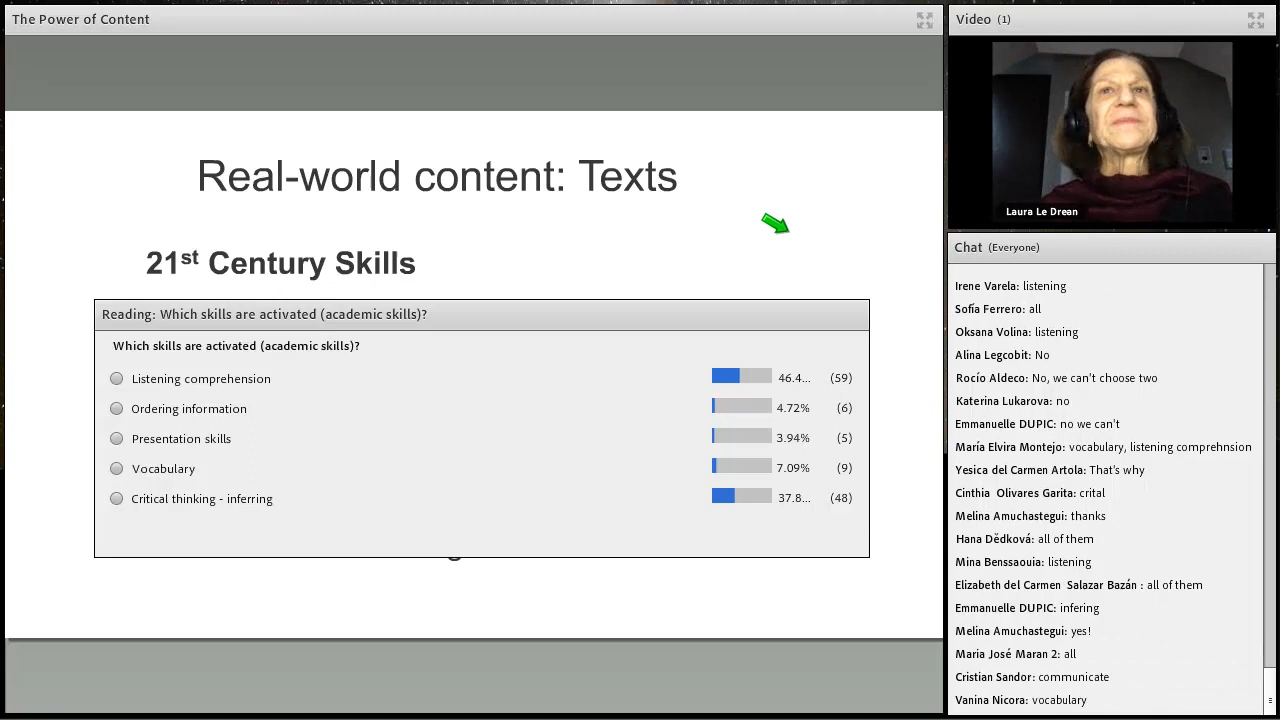 The Power of Content
Real-world content: Texts
21st Century Skills
Reading: Which skills are activated (academic skills)?
Which skills are activated (academic skills)?
Listening comprehension 46.4... (59)
Ordering information 4.72% (6)
Presentation skills 3.94% (5)
Vocabulary 7.09% (9)
Critical thinking - inferring 37.8... (48)
Video (1)
Laura Le Drean
Chat (Everyone)
Irene Varela: listening
Sofía Ferrero: all
Oksana Volina: listening
Alina Legcobit: No
Rocío Aldeco: No, we can't choose two
Katerina Lukarova: no
Emmanuelle DUPIC: no we can't
María Elvira Montejo: vocabulary, listening comprehnsion
Yesica del Carmen Artola: That's why
Cinthia Olivares Garita: crital
Melina Amuchastegui: thanks
Hana Dědková: all of them
Mina Benssaouia: listening
Elizabeth del Carmen Salazar Bazán : all of them
Emmanuelle DUPIC: infering
Melina Amuchastegui: yes!
Maria José Maran 2: all
Cristian Sandor: communicate
Vanina Nicora: vocabulary